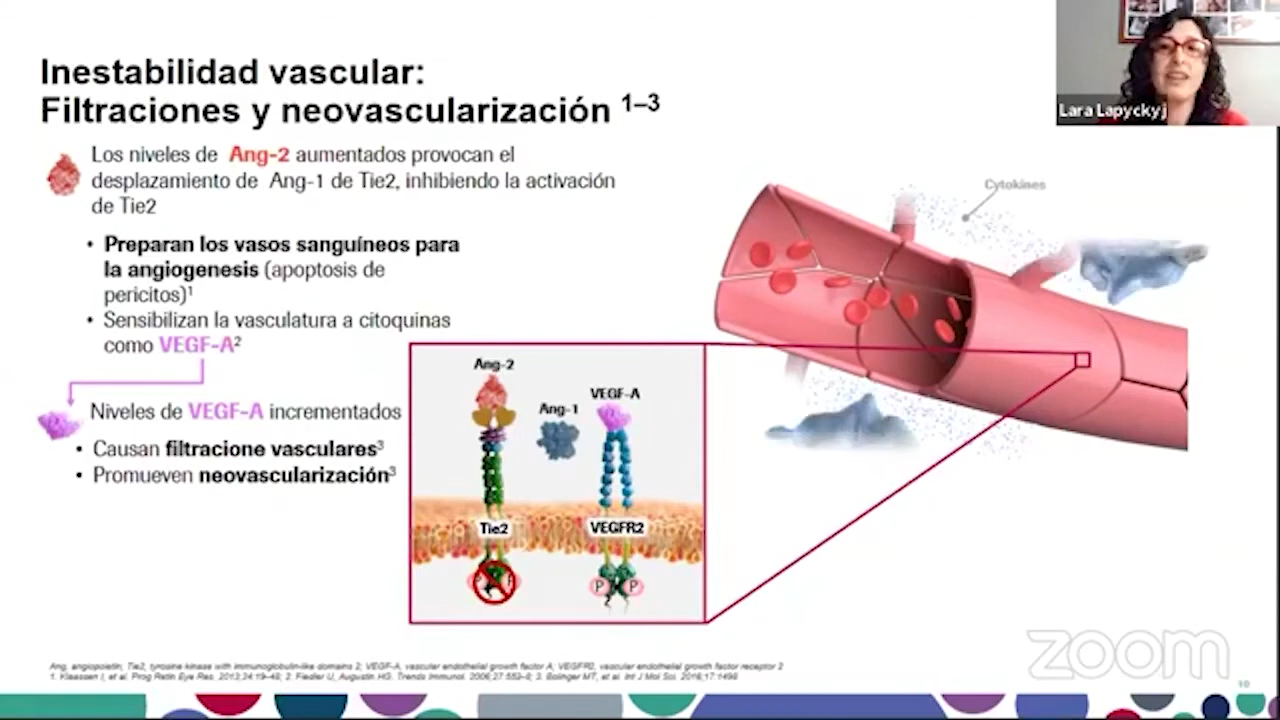 Inestabilidad vascular:
Filtraciones y neovascularización 1–3
Los niveles de Ang-2 aumentados provocan el
desplazamiento de Ang-1 de Tie2, inhibiendo la activación
de Tie2
• Preparan los vasos sanguíneos para
la angiogenesis (apoptosis de
pericitos)1
• Sensibilizan la vasculatura a citoquinas
como VEGF-A2
Niveles de VEGF-A incrementados
• Causan filtracione vasculares3
• Promueven neovascularización3
Lara Lapyckyj
Cytokines
Ang-2
VEGF-A
Ang-1
Tie2
VEGFR2
P
P
P
zoom
Ang, angiopoietin; Tie2, tyrosine kinase with immunoglobulin-like domains 2; VEGF-A, vascular endothelial growth factor A; VEGFR2, vascular endothelial growth factor receptor 2
1. Klaassen I, et al. Prog Retin Eye Res. 2013;34:19–48; 2. Fiedler U, Augustin HG. Trends Immunol. 2006;27:552–8; 3. Bolinger MT, et al. Int J Mol Sci. 2016;17:1498
10